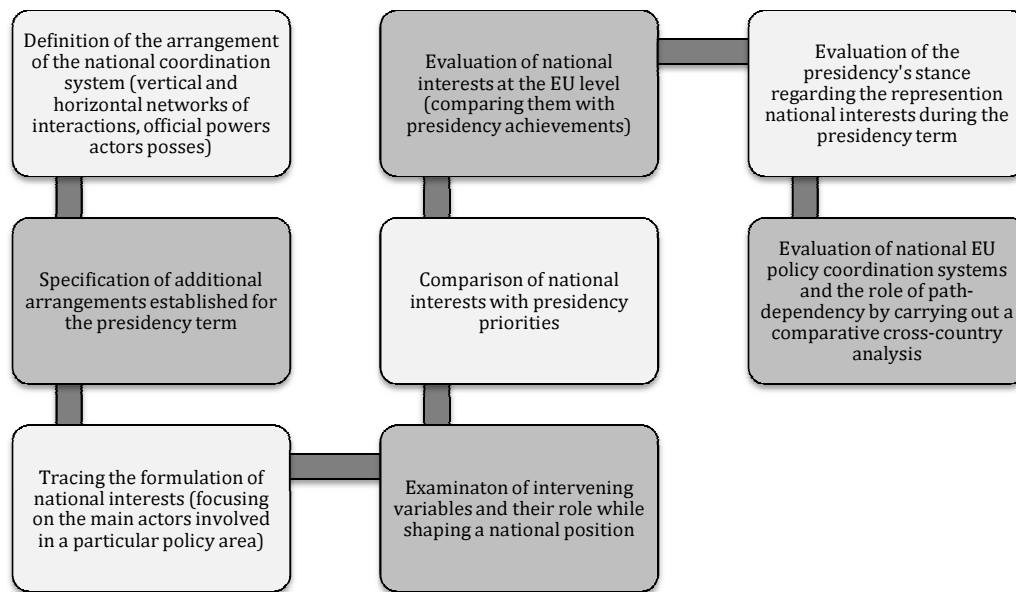 Definition of the arrangement
of the national coordination
system (vertical and
horizontal networks of
interactions, official powers
actors posses)
Specification of additional
arrangements established for
the presidency term
Tracing the formulation of
national interests (focusing
on the main actors involved
in a particular policy area)
Examinaton of intervening
variables and their role while
shaping a national position
Comparison of national
interests with presidency
priorities
Evaluation of national
interests at the EU level
(comparing them with
presidency achievements)
Evaluation of the
presidency's stance
regarding the represention
national interests during the
presidency term
Evaluation of national EU
policy coordination systems
and the role of path-
dependency by carrying out a
comparative cross-country
analysis